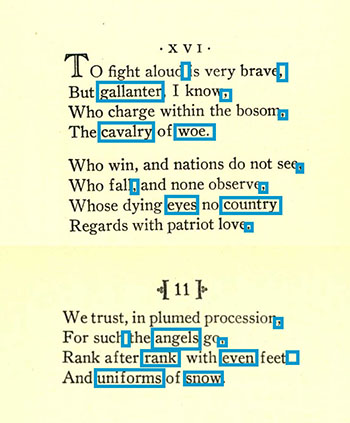 · XVI ·
To fight aloud is very brave,
But gallanter, I know,
Who charge within the bosom,
The cavalry of woe.
Who win, and nations do not see,
Who fall, and none observe,
Whose dying eyes no country
Regards with patriot love,
[ 11 ]
We trust, in plumed procession,
For such the angels go,
Rank after rank with even feet
And uniforms of snow.